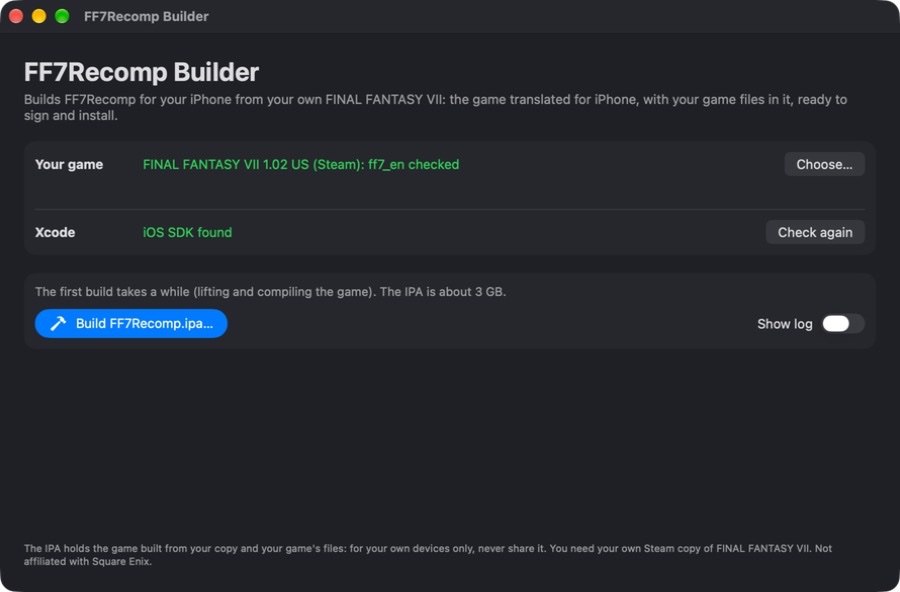 FF7Recomp Builder
FF7Recomp Builder
Builds FF7Recomp for your iPhone from your own FINAL FANTASY VII: the game translated for iPhone, with your game files in it, ready to
sign and install.
Your game FINAL FANTASY VII 1.02 US (Steam): ff7_en checked Choose...
Xcode iOS SDK found Check again
The first build takes a while (lifting and compiling the game). The IPA is about 3 GB.
Build FF7Recomp.ipa... Show log
The IPA holds the game built from your copy and your game's files: for your own devices only, never share it. You need your own Steam copy of FINAL FANTASY VII. Not
affiliated with Square Enix.